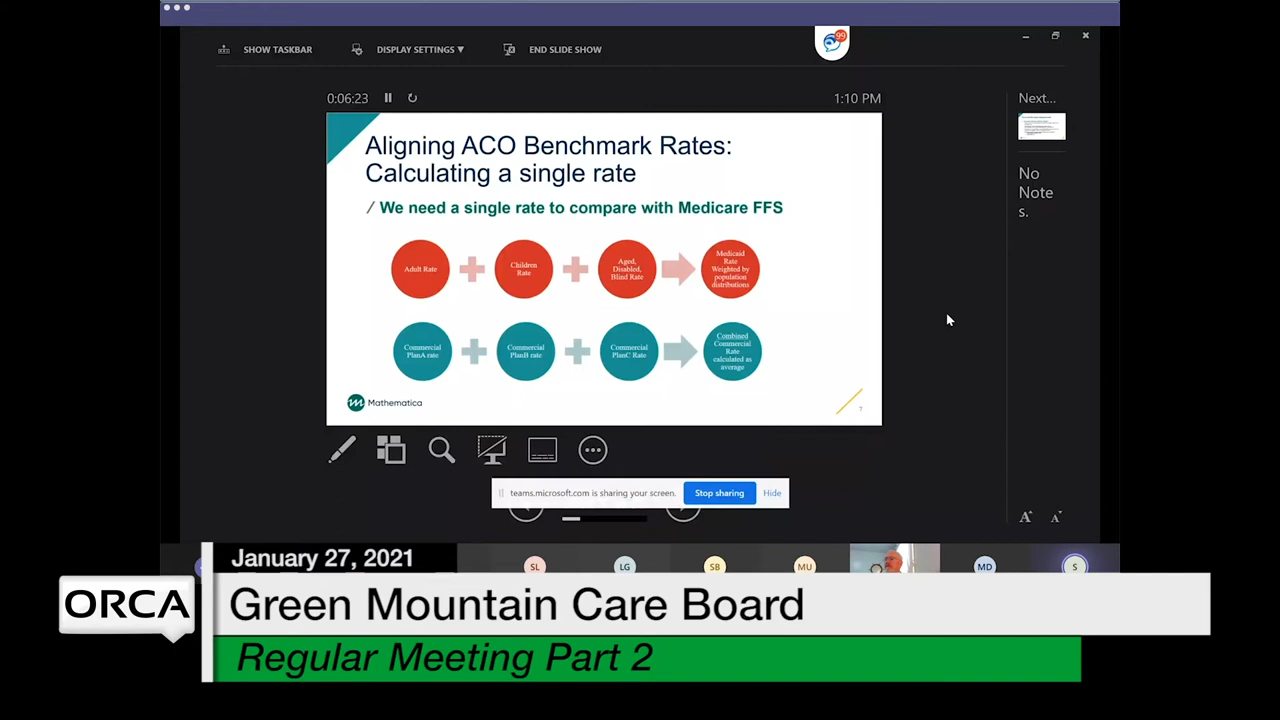 SHOW TASKBAR
DISPLAY SETTINGS ▼
END SLIDE SHOW
99
0:06:23
1:10 PM
Next...
Aligning ACO Benchmark Rates:
Calculating a single rate
/ We need a single rate to compare with Medicare FFS
Adult Rate
Children
Rate
Aged,
Disabled,
Blind Rate
Medicaid
Rate
Weighted by
population
distributions
Commercial
PlanA rate
Commercial
PlanB rate
Commercial
PlanC Rate
Combined
Commercial
Rate
calculated as
average
Mathematica
7
No
Note
s.
teams.microsoft.com is sharing your screen.
Stop sharing
Hide
A
A
SL
LG
SB
MU
MD
S
January 27, 2021
ORCA
Green Mountain Care Board
Regular Meeting Part 2